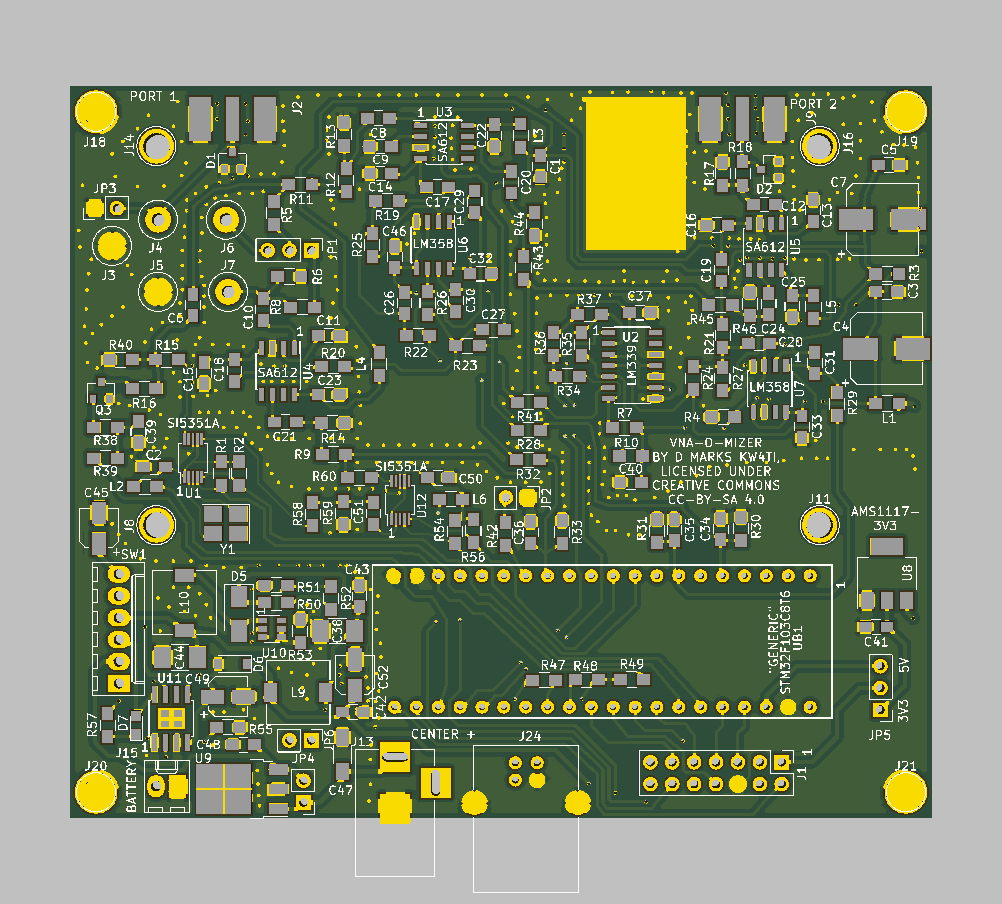 PORT 1
J2
U3
1
PORT 2
J9
J18
J14
R13
C8
SA612
C22
L3
R18
J16
J19
D1
C9
C1
R17
C5
JP3
R12
C14
C20
D2
C7
R11
C17
C29
C12
C13
R5
R19
R44
C16
1
J4
J6
JP1
R25
C46
1
LM358
U6
SA612
U5
J3
R43
C19
+
J5
J7
R6
C32
R3
C6
R8
C26
R26
C30
C25
C3
C10
R37
C37
R45
L5
C11
C27
1
U2
R46
C24
C4
1
R22
R36
R35
LM339
R21
C20
R40
R15
R20
R23
1
C31
C15
C18
SA612
U4
L4
R34
R24
R27
LM358
U7
+
R16
C23
R29
Q3
R41
R7
R4
L1
SI5351A
C21
R14
C33
R38
C39
R28
R10
VNA-O-MIZER
BY D MARKS KW4TI,
LICENSED UNDER
CREATIVE COMMONS
CC-BY-SA 4.0
R39
C2
R1
R2
R9
SI5351A
R32
C40
L2
1
U1
R60
C50
C45
U12
L6
JP2
J11
AMS1117-
3V3
J8
R58
R59
C51
1
R54
R42
C36
R33
R31
C35
C34
R30
+
SW1
Y1
R56
C43
U8
D5
R51
1
L10
R60
R52
"GENERIC"
STM32F103C8T6
UB1
C38
C41
C44
U10
R53
D6
5V
U11
C49
L9
C52
R47
R48
R49
R57
D7
+
C42
3V3
J15
1
C48
R55
JP6
J13
CENTER +
J24
JP5
J20
BATTERY
U9
JP4
C47
J1
1
J21